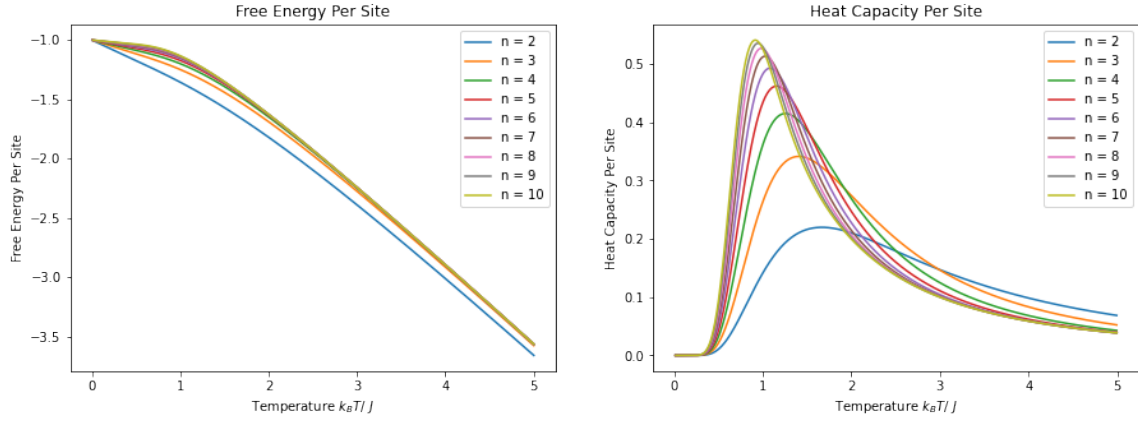 Free Energy Per Site
Free Energy Per Site
−1.0
−1.5
−2.0
−2.5
−3.0
−3.5
0 1 2 3 4 5
Temperature k_BT/ J
n = 2
n = 3
n = 4
n = 5
n = 6
n = 7
n = 8
n = 9
n = 10
Heat Capacity Per Site
Heat Capacity Per Site
0.5
0.4
0.3
0.2
0.1
0.0
0 1 2 3 4 5
Temperature k_BT/ J
n = 2
n = 3
n = 4
n = 5
n = 6
n = 7
n = 8
n = 9
n = 10